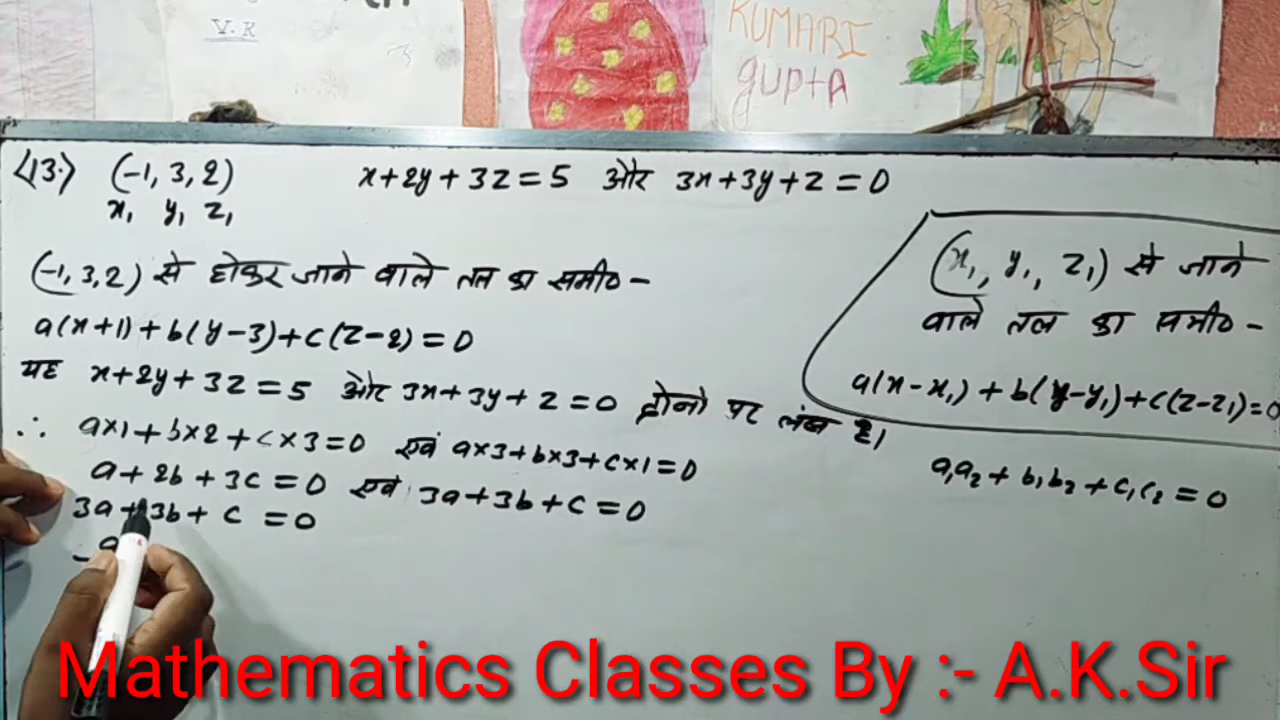 V.R
KUMARI
gupta
<13.> (-1, 3, 2) x+2y+3z=5 और 3x+3y+z=0
x₁ y₁ z₁
(-1, 3, 2) से होकर जाने वाले तल का समी०-
a(x+1)+b(y-3)+c(z-2)=0
यह x+2y+3z=5 और 3x+3y+z=0 दोनो पर लंब है।
∴ a×1+b×2+c×3=0 एवं a×3+b×3+c×1=0
a+2b+3c=0 एवं 3a+3b+c=0
3a+3b+c=0
(x₁, y₁, z₁) से जाने
वाले तल का समी०-
a(x-x₁)+b(y-y₁)+c(z-z₁)=0
a₁a₂+b₁b₂+c₁c₂=0
Mathematics Classes By :- A.K.Sir